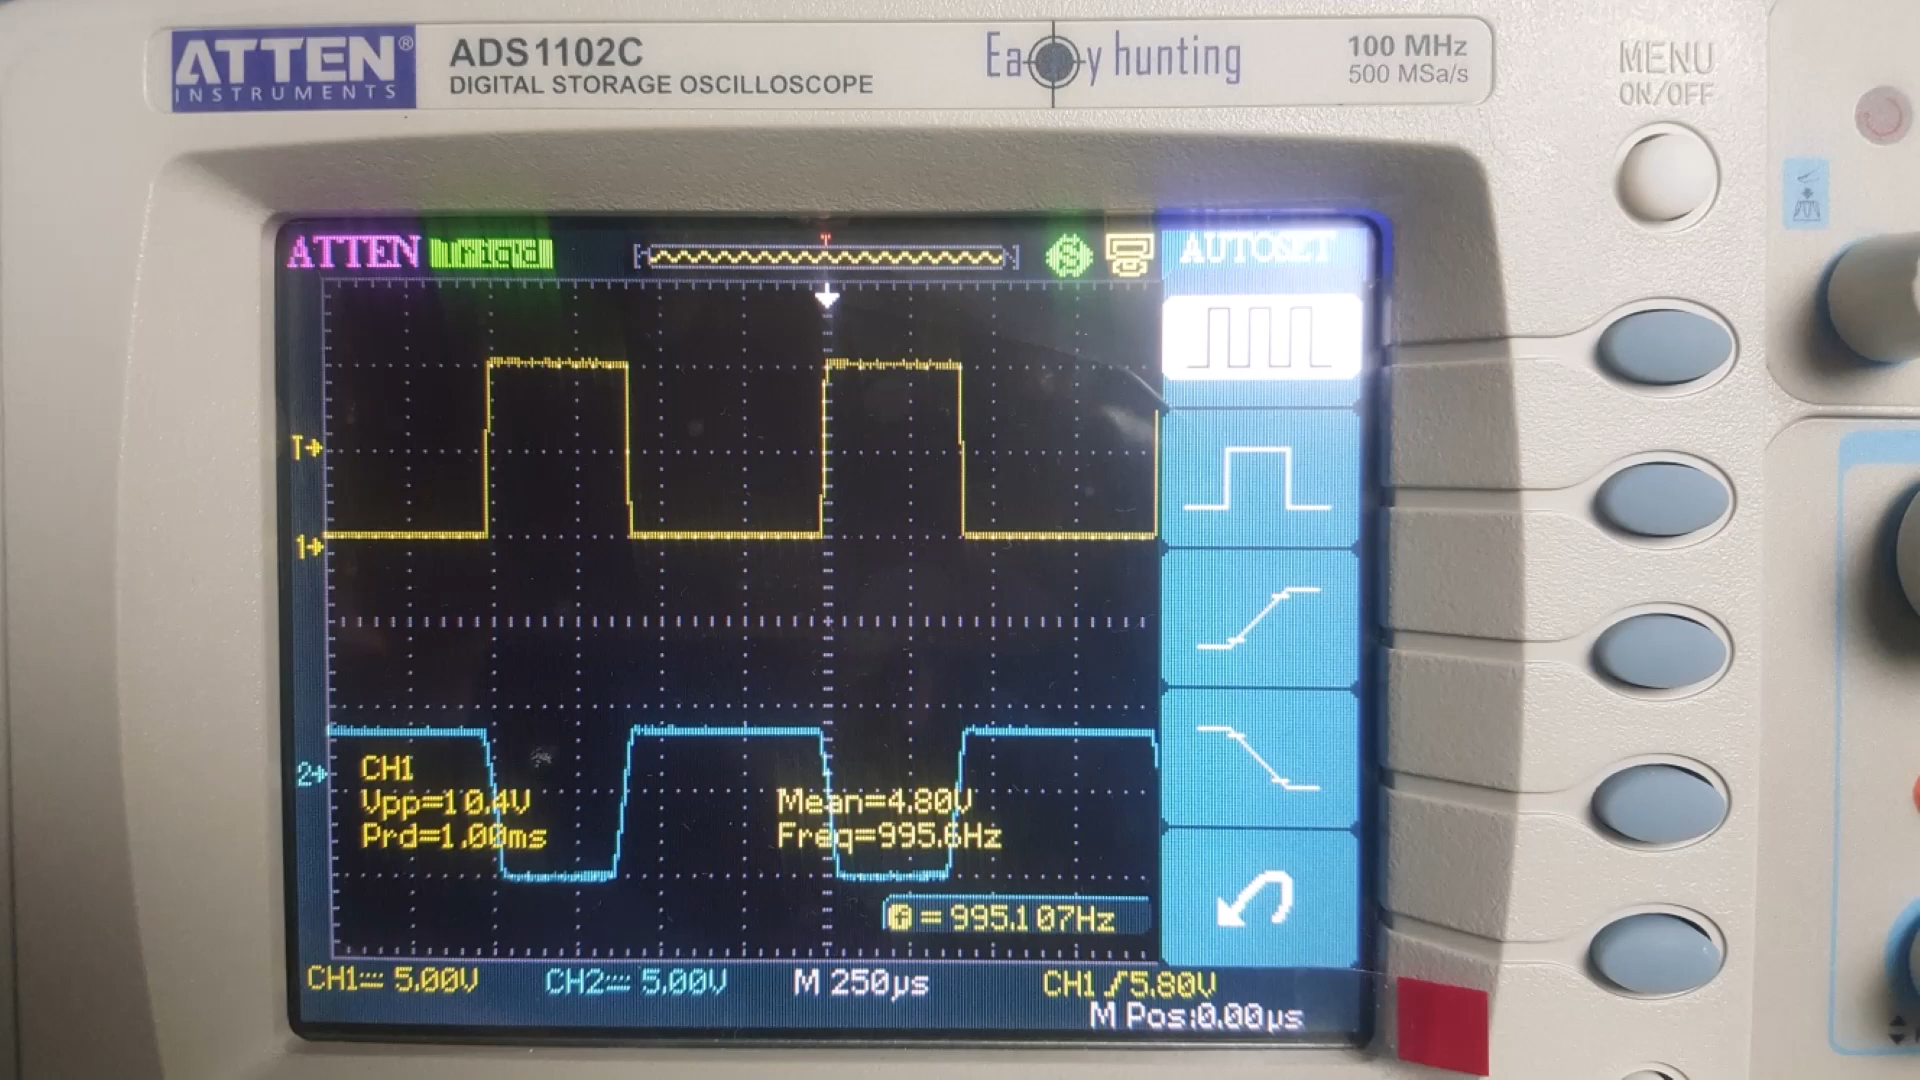 ATTEN®
INSTRUMENTS
ADS1102C
DIGITAL STORAGE OSCILLOSCOPE
Easy hunting
100 MHz
500 MSa/s
MENU
ON/OFF
ATTEN
T
S
AUTOSET
T
1
2
CH1
Vpp=10.4V
Prd=1.00ms
Mean=4.80V
Freq=995.6Hz
f = 995.107Hz
CH1 5.00V
CH2 5.00V
M 250µs
CH1 5.80V
M Pos:0.00µs